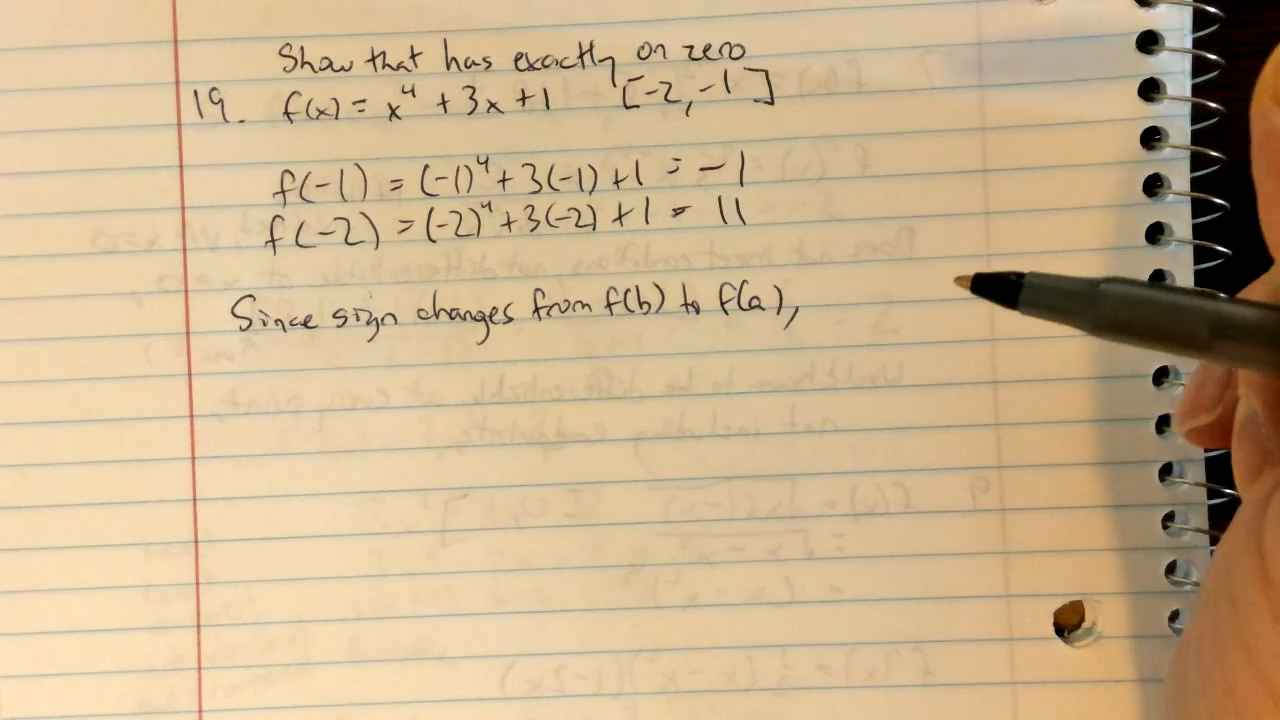 Show that has exactly on zero
19. f(x) = x⁴ + 3x + 1 [-2, -1]
f(-1) = (-1)⁴ + 3(-1) + 1 = -1
f(-2) = (-2)⁴ + 3(-2) + 1 = 11
Since sign changes from f(b) to f(a),